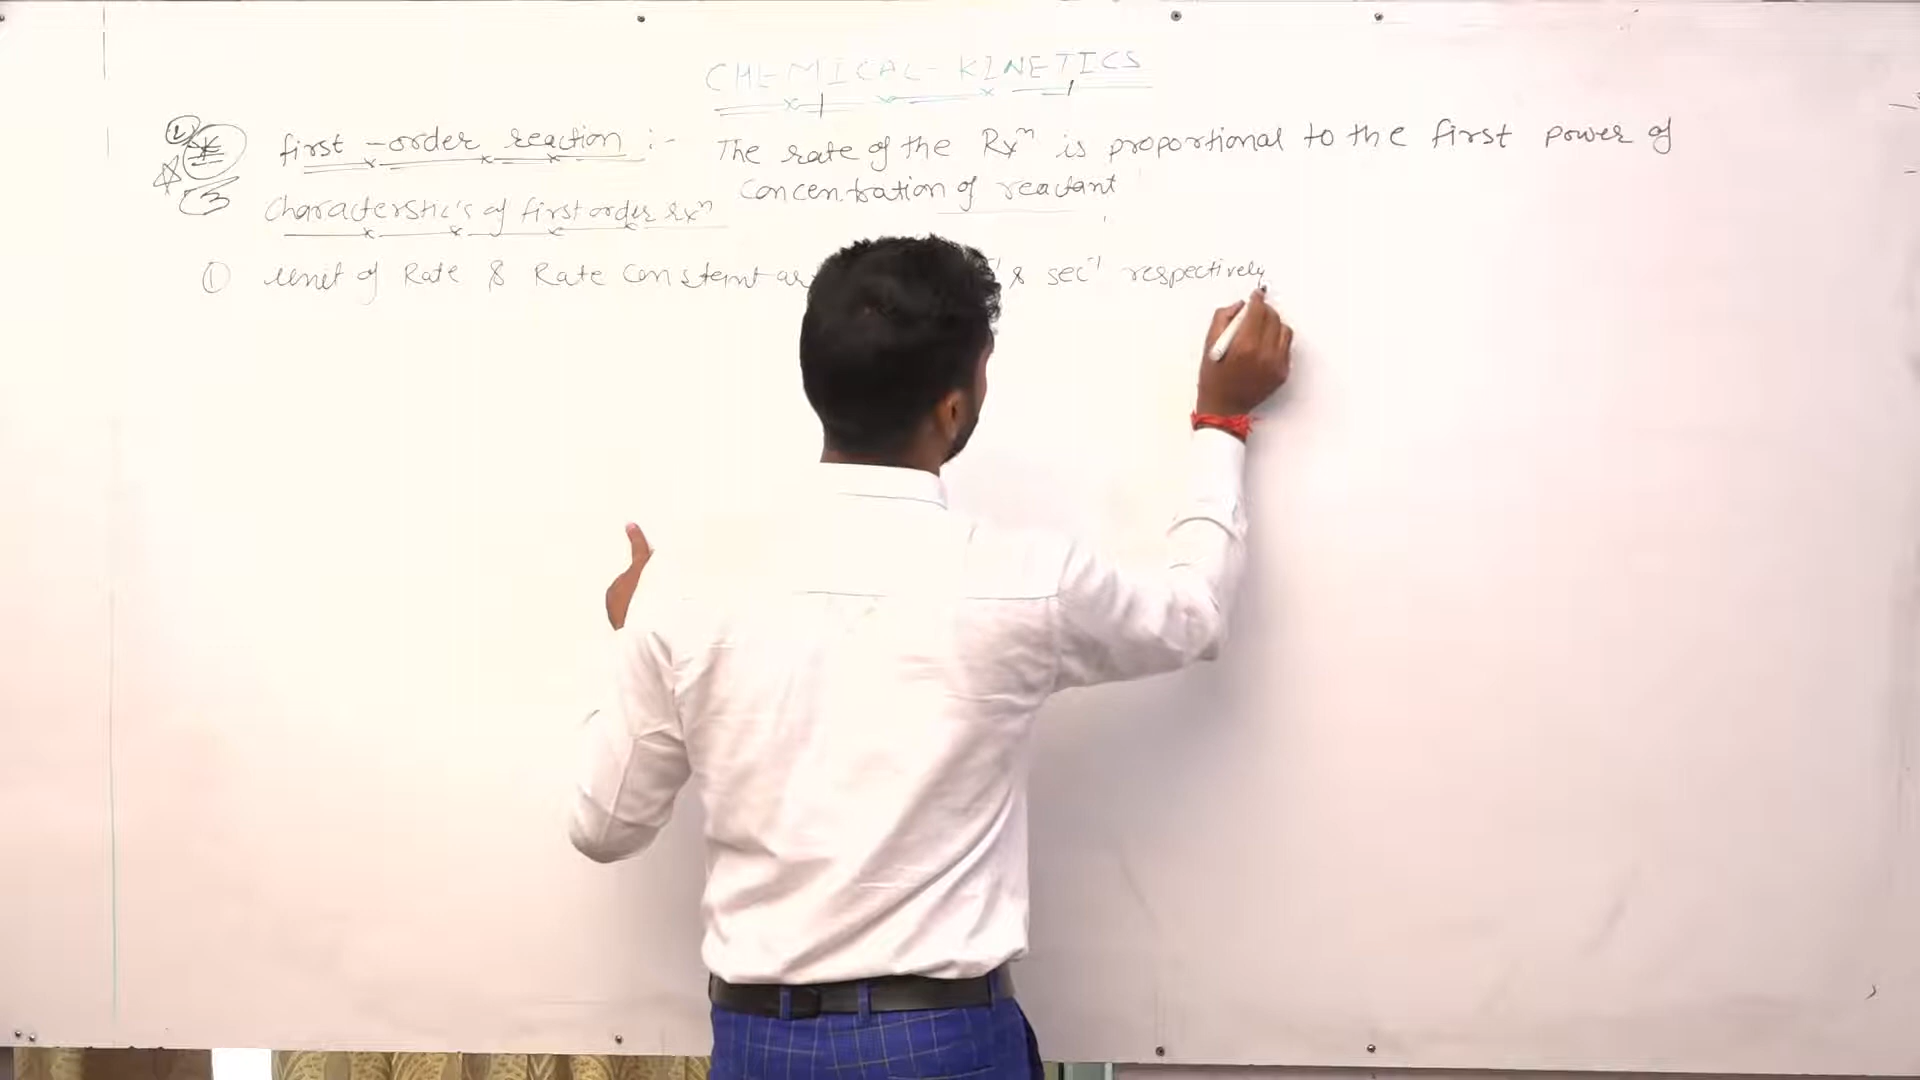 CHEMICAL-KINETICS
first-order reaction :- The rate of the Rxⁿ is proportional to the first power of
concentration of reactant
Characterstic's of first order Rxⁿ
① unit of Rate & Rate Constant & sec⁻¹ respectively